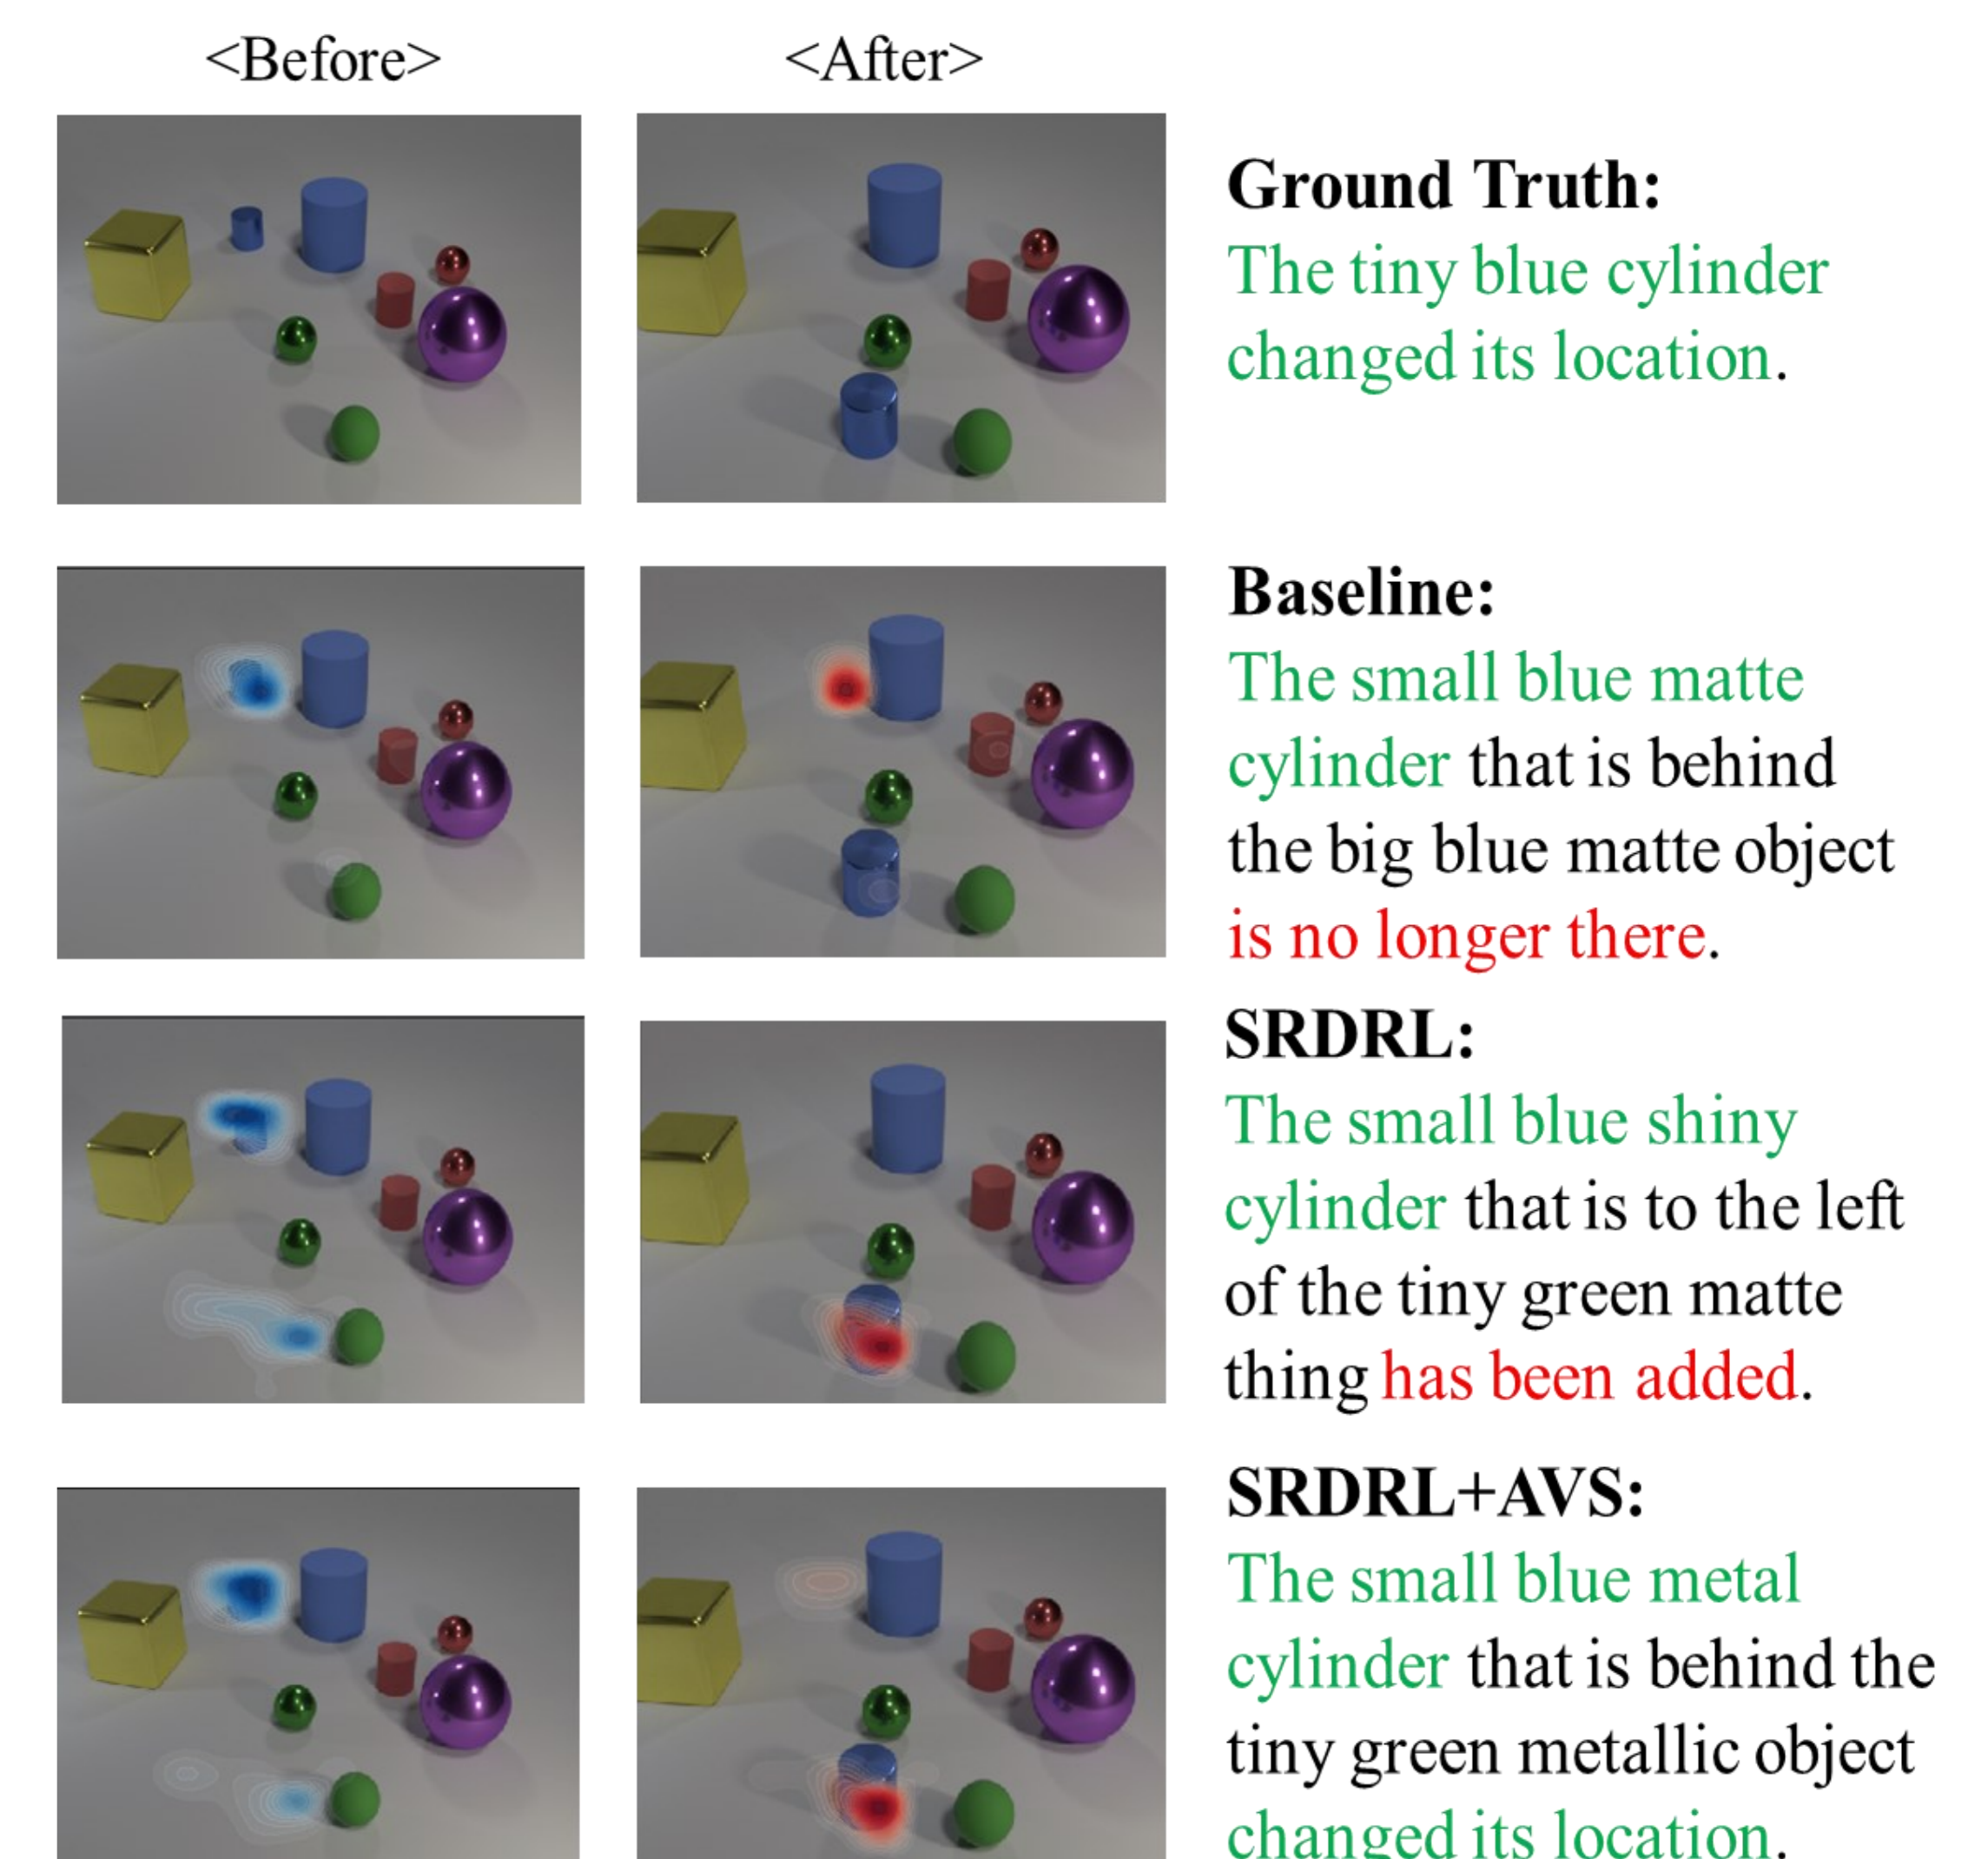 <Before>
<After>
Ground Truth:
The tiny blue cylinder
changed its location.
Baseline:
The small blue matte
cylinder that is behind
the big blue matte object
is no longer there.
SRDRL:
The small blue shiny
cylinder that is to the left
of the tiny green matte
thing has been added.
SRDRL+AVS:
The small blue metal
cylinder that is behind the
tiny green metallic object
changed its location.